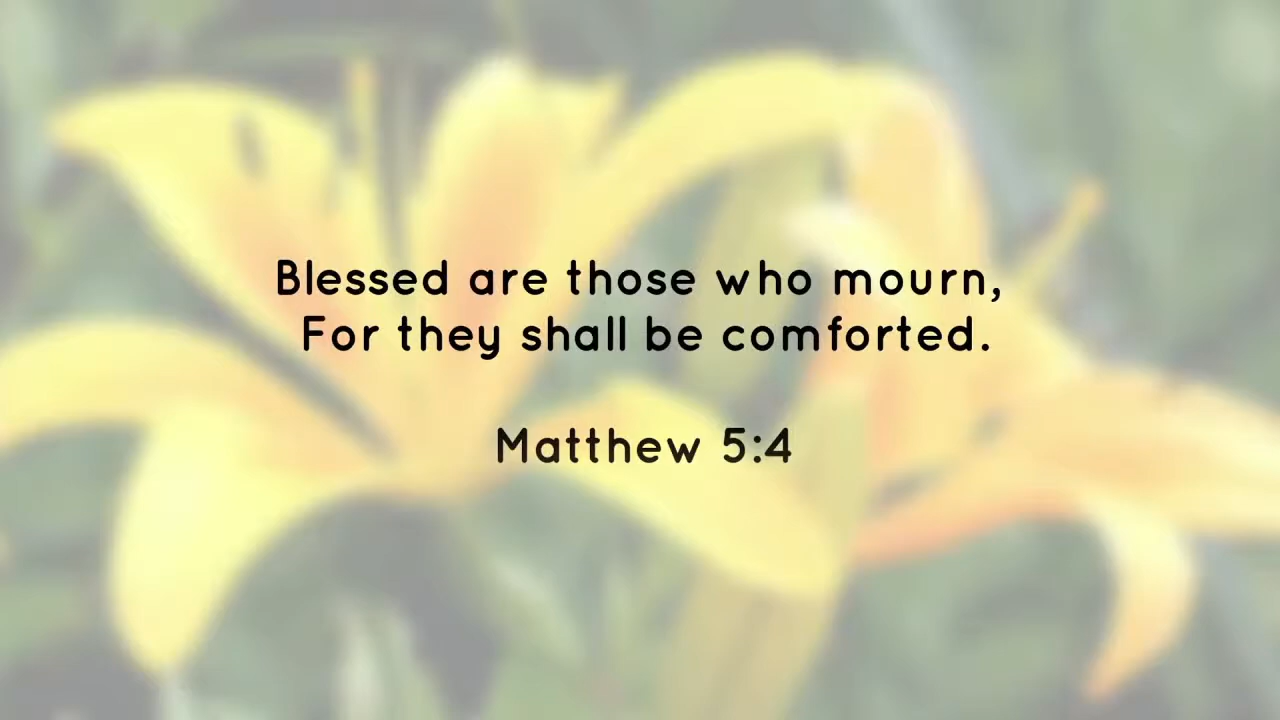 Blessed are those who mourn,
For they shall be comforted.
Matthew 5:4